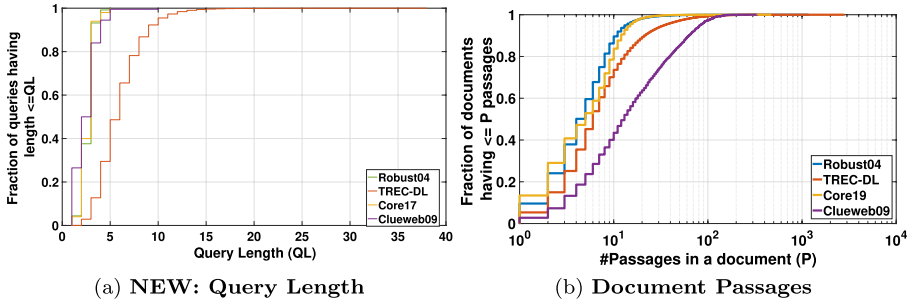 Fraction of queries having
length <=QL
1
0.8
0.6
0.4
0.2
0
0 5 10 15 20 25 30 35 40
Query Length (QL)
Robust04
TREC-DL
Core17
Clueweb09
(a) NEW: Query Length
Fraction of documents
having <= P passages
1
0.8
0.6
0.4
0.2
0
10^0 10^1 10^2 10^3 10^4
#Passages in a document (P)
Robust04
TREC-DL
Core19
Clueweb09
(b) Document Passages